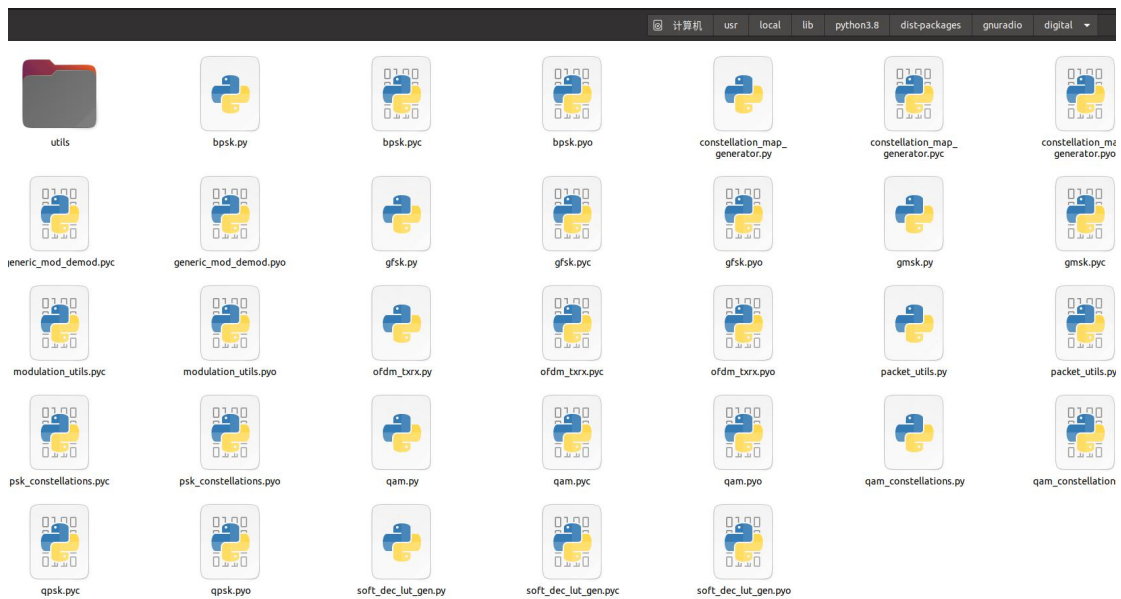 计算机 usr local lib python3.8 dist-packages gnuradio digital
utils bpsk.py bpsk.pyc bpsk.pyo constellation_map_ constellation_map_ constellation_ma
generator.py generator.pyc generator.pyo
generic_mod_demod.pyc generic_mod_demod.pyo gfsk.py gfsk.pyc gfsk.pyo gmsk.py gmsk.pyc
modulation_utils.pyc modulation_utils.pyo ofdm_txrx.py ofdm_txrx.pyc ofdm_txrx.pyo packet_utils.py packet_utils.py
psk_constellations.pyc psk_constellations.pyo qam.py qam.pyc qam.pyo qam_constellations.py qam_constellation
qpsk.pyc qpsk.pyo soft_dec_lut_gen.py soft_dec_lut_gen.pyc soft_dec_lut_gen.pyo